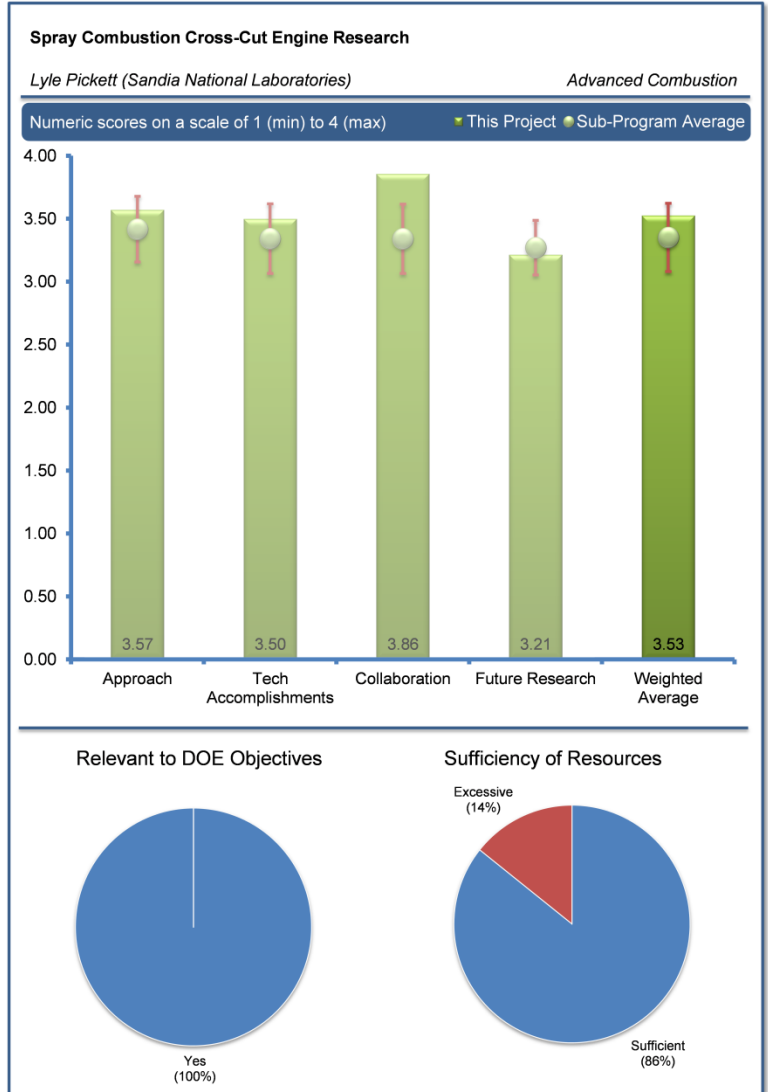 Spray Combustion Cross-Cut Engine Research
Lyle Pickett (Sandia National Laboratories) Advanced Combustion
Numeric scores on a scale of 1 (min) to 4 (max) This Project Sub-Program Average
4.00
3.50
3.00
2.50
2.00
1.50
1.00
0.50
0.00
3.57 3.50 3.86 3.21 3.53
Approach Tech Collaboration Future Research Weighted
Accomplishments Average
Relevant to DOE Objectives Sufficiency of Resources
Excessive
(14%)
Sufficient
(86%)
Yes
(100%)